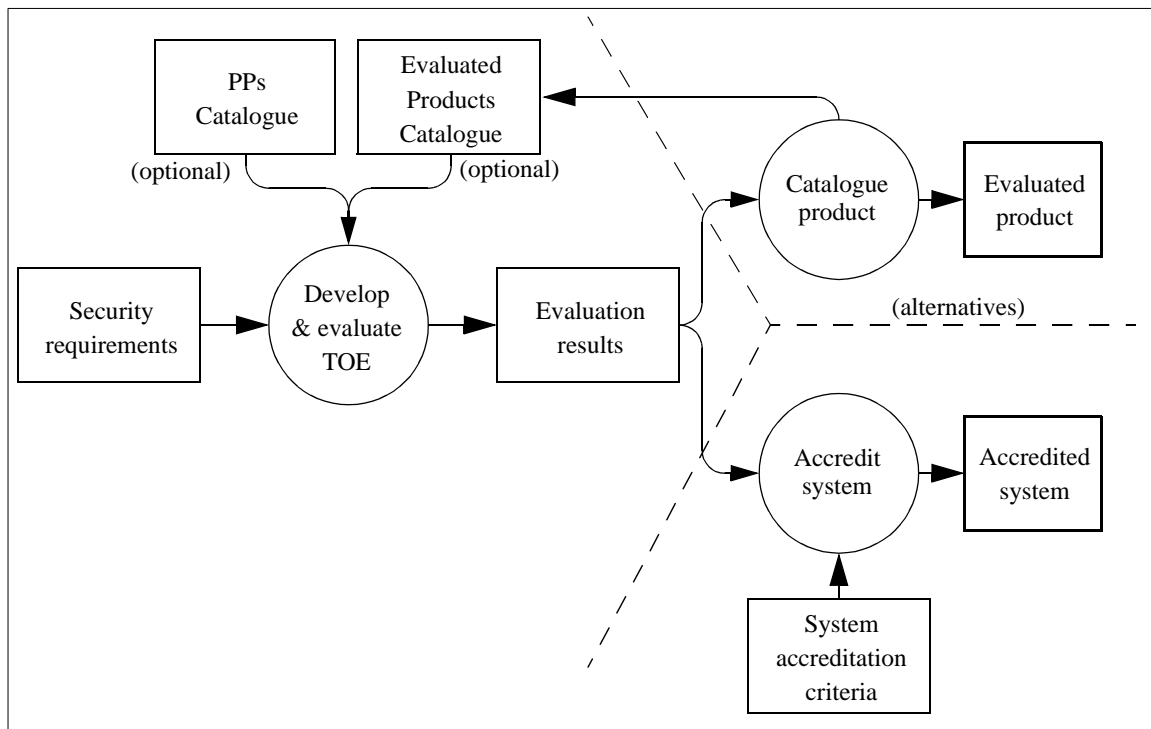 PPs
Catalogue
(optional)
Evaluated
Products
Catalogue
(optional)
Security
requirements
Develop
& evaluate
TOE
Evaluation
results
Catalogue
product
Evaluated
product
(alternatives)
Accredit
system
Accredited
system
System
accreditation
criteria